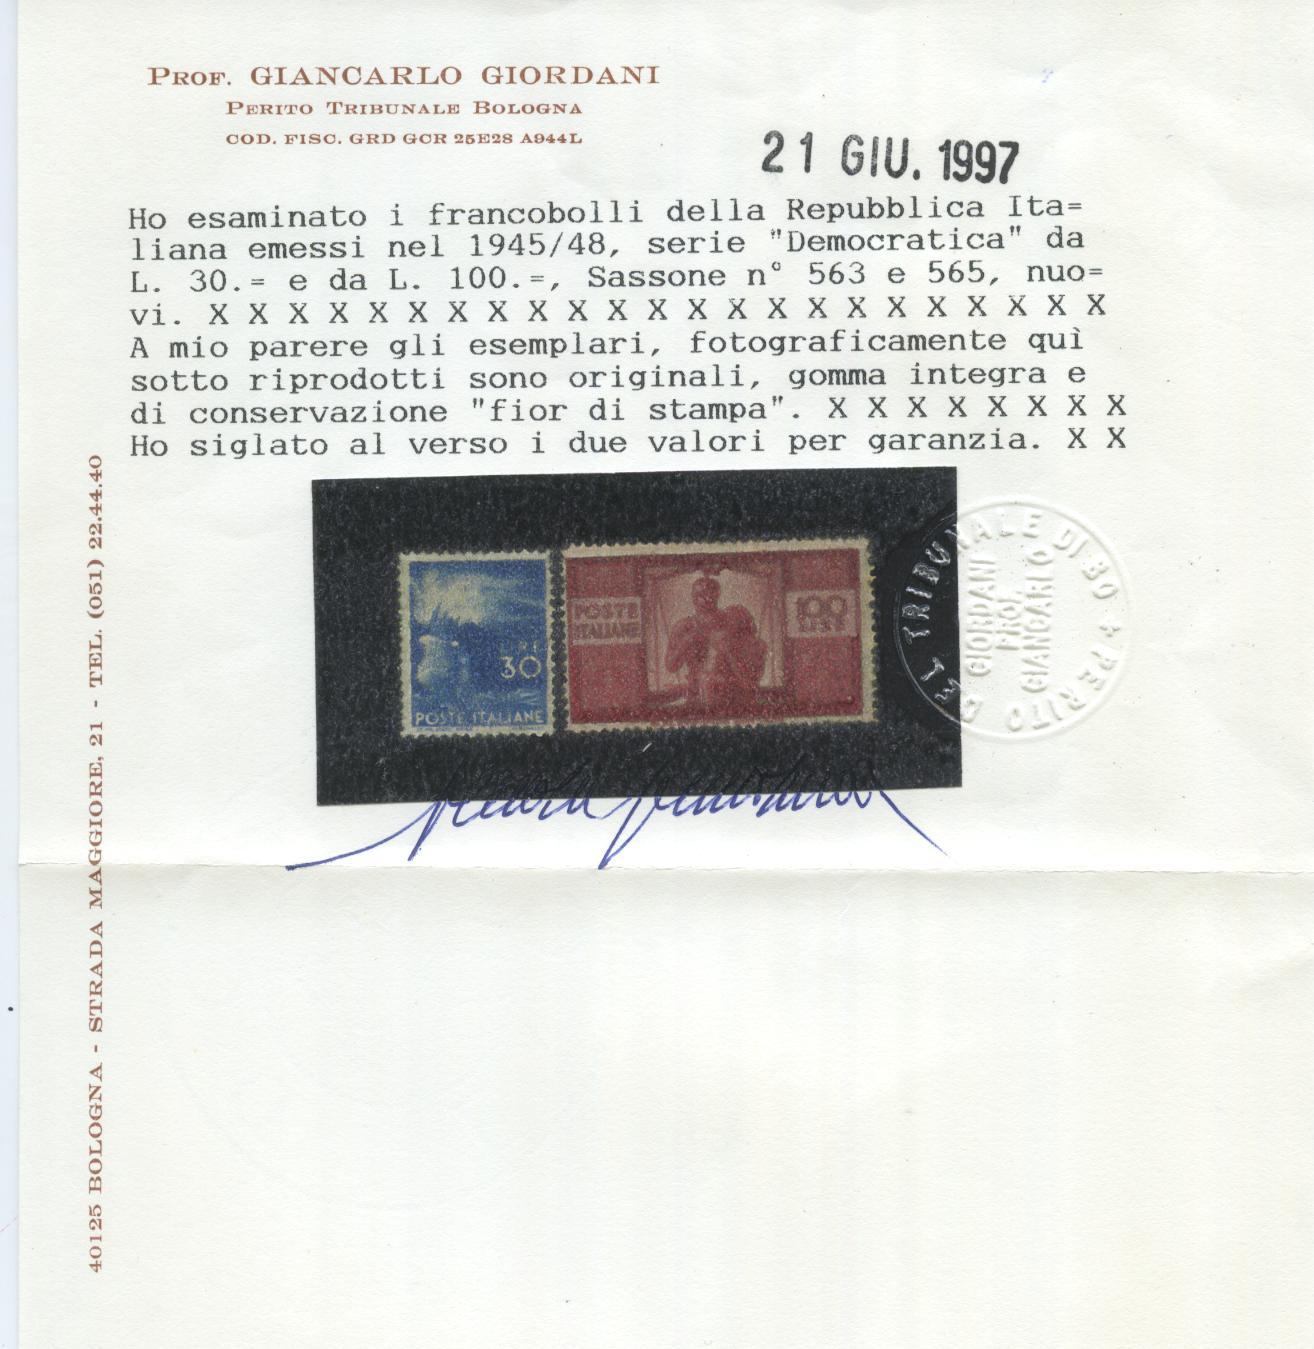 PROF. GIANCARLO GIORDANI
PERITO TRIBUNALE BOLOGNA
COD. FISC. GRD GCR 25E28 A944L
21 GIU. 1997
Ho esaminato i francobolli della Repubblica Ita=
liana emessi nel 1945/48, serie "Democratica" da
L. 30.= e da L. 100.=, Sassone n° 563 e 565, nuo=
vi. X X X X X X X X X X X X X X X X X X X X X X X
A mio parere gli esemplari, fotograficamente quì
sotto riprodotti sono originali, gomma integra e
di conservazione "fior di stampa". X X X X X X X X
Ho siglato al verso i due valori per garanzia. X X
LIRE
30
POSTE ITALIANE
POSTE
ITALIANE
100
LIRE
PERITO DEL TRIBUNALE DI BO +
GIORDANI
PROF.
GIANCARLO
40125 BOLOGNA - STRADA MAGGIORE, 21 - TEL. (051) 22.44.40